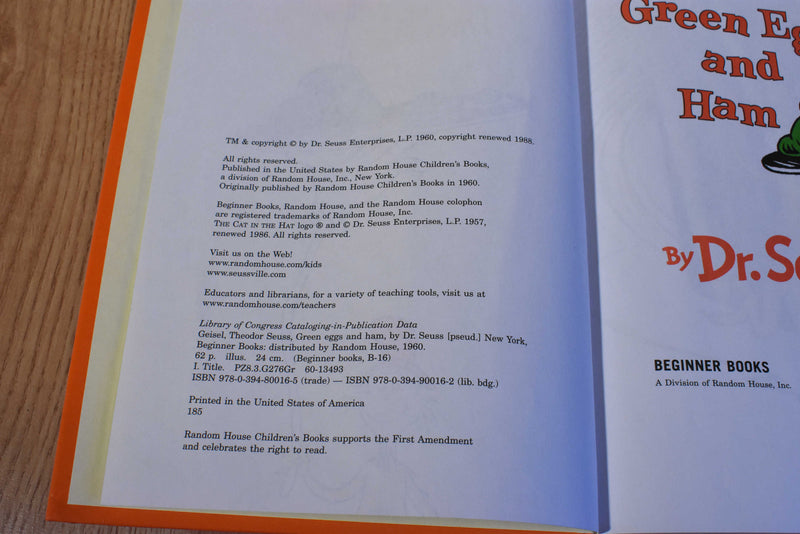 TM & copyright © by Dr. Seuss Enterprises, L.P. 1960, copyright renewed 1988.
All rights reserved.
Published in the United States by Random House Children's Books,
a division of Random House, Inc., New York.
Originally published by Random House Children's Books in 1960.
Beginner Books, Random House, and the Random House colophon
are registered trademarks of Random House, Inc.
THE CAT IN THE HAT logo ® and © Dr. Seuss Enterprises, L.P. 1957,
renewed 1986. All rights reserved.
Visit us on the Web!
www.randomhouse.com/kids
www.seussville.com
Educators and librarians, for a variety of teaching tools, visit us at
www.randomhouse.com/teachers
Library of Congress Cataloging-in-Publication Data
Geisel, Theodor Seuss, Green eggs and ham, by Dr. Seuss [pseud.] New York,
Beginner Books: distributed by Random House, 1960.
62 p. illus. 24 cm. (Beginner books, B-16)
I. Title. PZ8.3.G276Gr 60-13493
ISBN 978-0-394-80016-5 (trade) — ISBN 978-0-394-90016-2 (lib. bdg.)
Printed in the United States of America
185
Random House Children's Books supports the First Amendment
and celebrates the right to read.
Green
and
Ham
By Dr.
BEGINNER BOOKS
A Division of Random House, Inc.